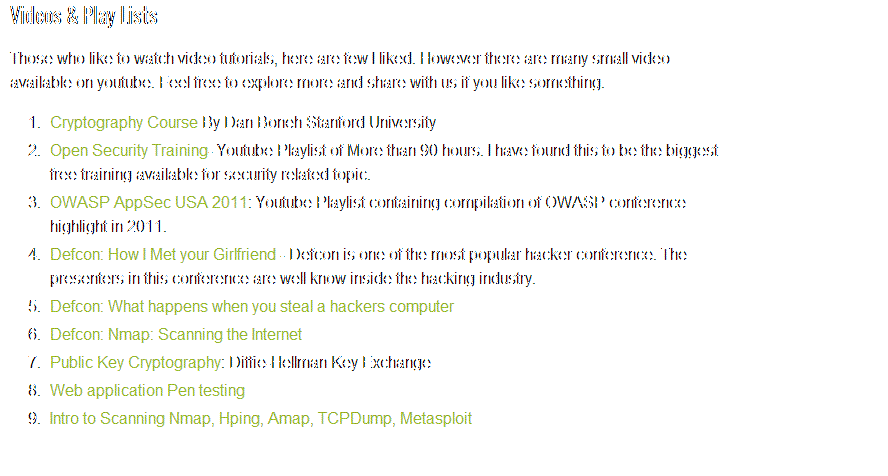 Videos & Play Lists
Those who like to watch video tutorials, here are few I liked. However there are many small video
available on youtube. Feel free to explore more and share with us if you like something.
1. Cryptography Course By Dan Boneh Stanford University
2. Open Security Training- Youtube Playlist of More than 90 hours. I have found this to be the biggest
free training available for security related topic.
3. OWASP AppSec USA 2011: Youtube Playlist containing compilation of OWASP conference
highlight in 2011.
4. Defcon: How I Met your Girlfriend - Defcon is one of the most popular hacker conference. The
presenters in this conference are well know inside the hacking industry.
5. Defcon: What happens when you steal a hackers computer
6. Defcon: Nmap: Scanning the Internet
7. Public Key Cryptography: Diffie-Hellman Key Exchange
8. Web application Pen testing
9. Intro to Scanning Nmap, Hping, Amap, TCPDump, Metasploit